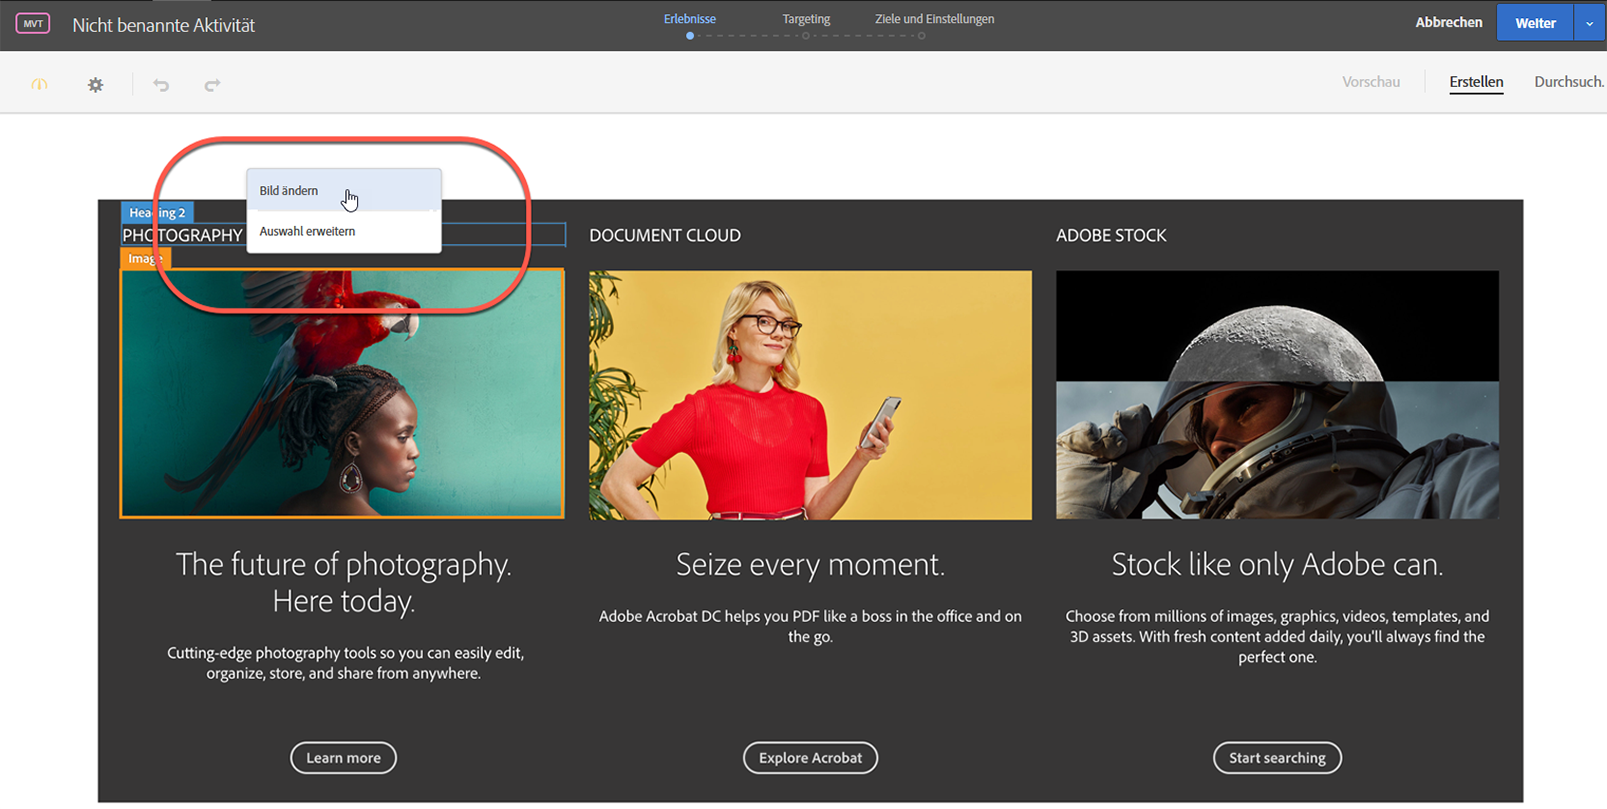 MVT
Nicht benannte Aktivität
Erlebnisse
Targeting
Ziele und Einstellungen
Abbrechen
Weiter
Vorschau
Erstellen
Durchsuch.
Bild ändern
Auswahl erweitern
Heading 2
PHOTOGRAPHY
Image
DOCUMENT CLOUD
ADOBE STOCK
The future of photography.
Here today.
Cutting-edge photography tools so you can easily edit,
organize, store, and share from anywhere.
Learn more
Seize every moment.
Adobe Acrobat DC helps you PDF like a boss in the office and on
the go.
Explore Acrobat
Stock like only Adobe can.
Choose from millions of images, graphics, videos, templates, and
3D assets. With fresh content added daily, you'll always find the
perfect one.
Start searching